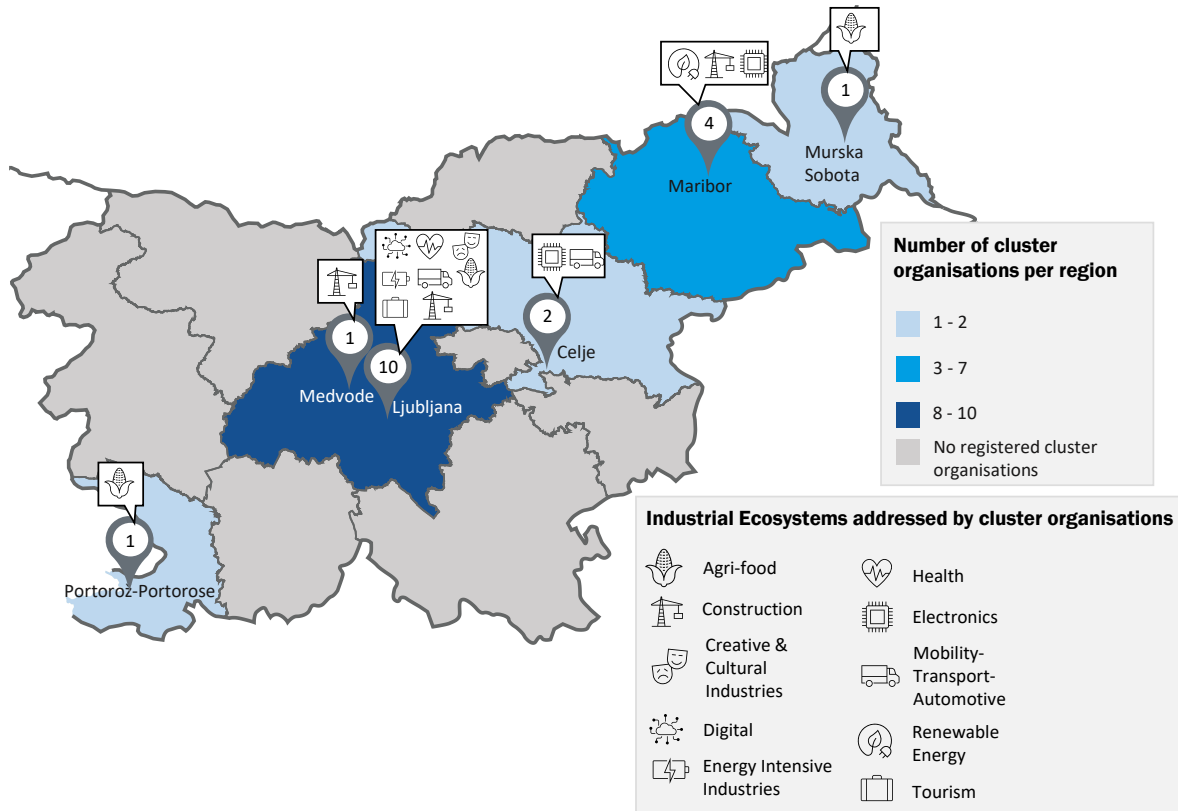 1
4
Murska
Sobota
Maribor
Number of cluster
organisations per region
1 - 2
3 - 7
8 - 10
No registered cluster
organisations
2
Celje
1
10
Medvode
Ljubljana
1
Portorož-Portorose
Industrial Ecosystems addressed by cluster organisations
Agri-food
Construction
Creative &
Cultural
Industries
Digital
Energy Intensive
Industries
Health
Electronics
Mobility-
Transport-
Automotive
Renewable
Energy
Tourism